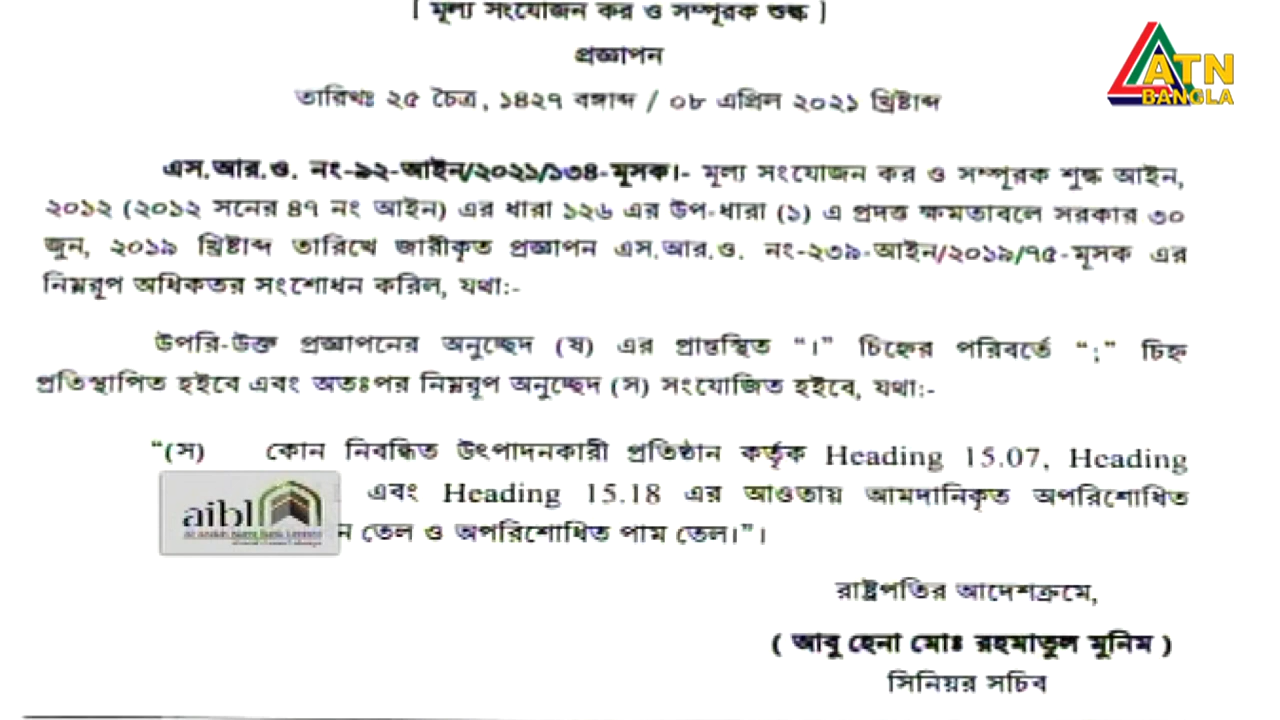 [ মূল্য সংযোজন কর ও সম্পূরক শুল্ক ]
প্রজ্ঞাপন
ATN
BANGLA
তারিখঃ ২৫ চৈত্র, ১৪২৭ বঙ্গাব্দ / ০৮ এপ্রিল ২০২১ খ্রিষ্টাব্দ
এস.আর.ও. নং-৯২-আইন/২০২১/১৩৪-মূসক।- মূল্য সংযোজন কর ও সম্পূরক শুল্ক আইন,
২০১২ (২০১২ সনের ৪৭ নং আইন) এর ধারা ১২৬ এর উপ-ধারা (১) এ প্রদত্ত ক্ষমতাবলে সরকার ৩০
জুন, ২০১৯ খ্রিষ্টাব্দ তারিখে জারীকৃত প্রজ্ঞাপন এস.আর.ও. নং-২৩৯-আইন/২০১৯/৭৫-মূসক এর
নিম্নরূপ অধিকতর সংশোধন করিল, যথা:-
উপরি-উক্ত প্রজ্ঞাপনের অনুচ্ছেদ (ষ) এর প্রান্তস্থিত "।" চিহ্নের পরিবর্তে ";" চিহ্ন
প্রতিস্থাপিত হইবে এবং অতঃপর নিম্নরূপ অনুচ্ছেদ (স) সংযোজিত হইবে, যথা:-
"(স) কোন নিবন্ধিত উৎপাদনকারী প্রতিষ্ঠান কর্তৃক Heading 15.07, Heading
এবং Heading 15.18 এর আওতায় আমদানিকৃত অপরিশোধিত
aibl
ন তেল ও অপরিশোধিত পাম তেল।"।
রাষ্ট্রপতির আদেশক্রমে,
( আবু হেনা মোঃ রহমাতুল মুনিম )
সিনিয়র সচিব